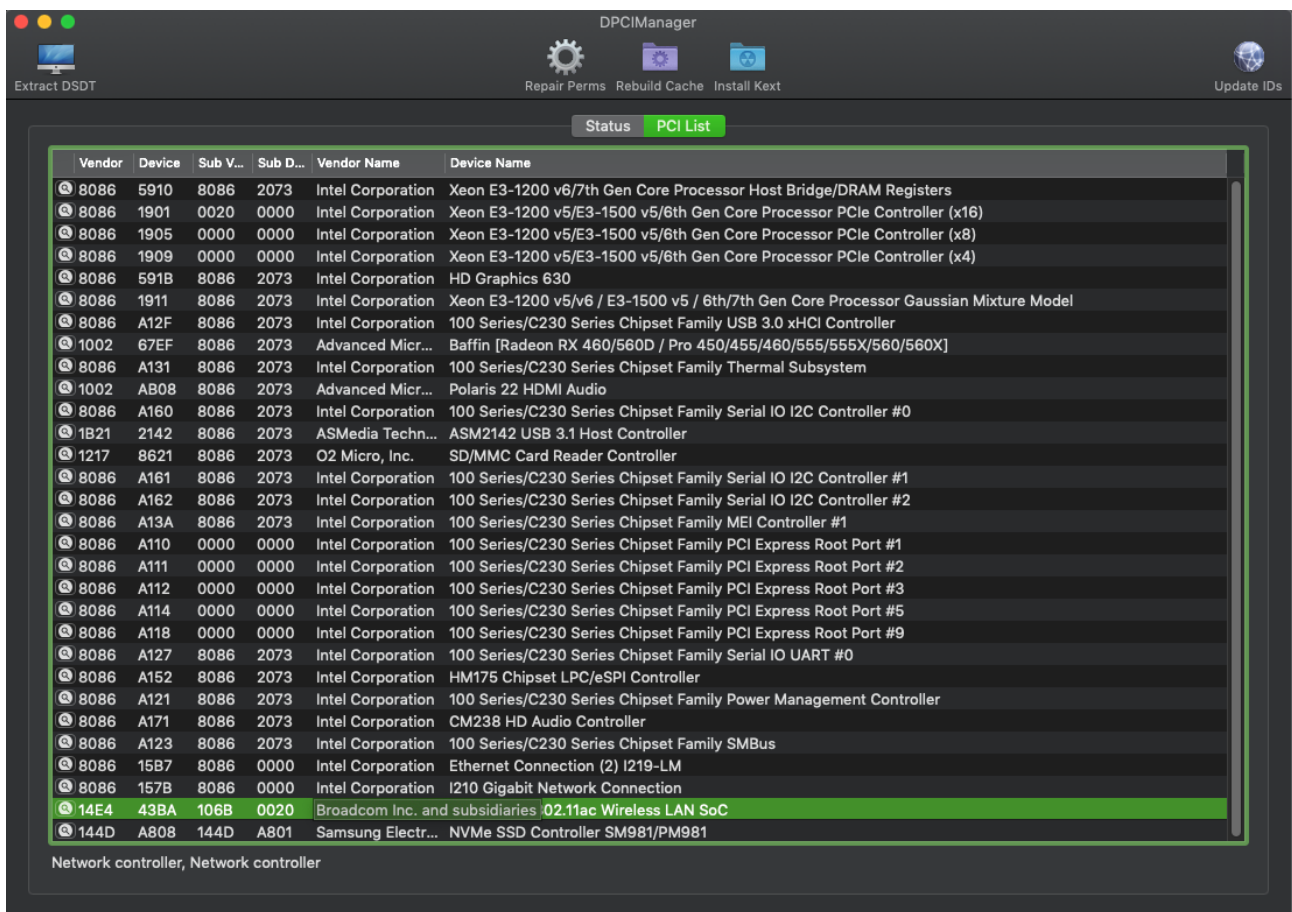 DPCIManager
Extract DSDT
Repair Perms Rebuild Cache Install Kext
Update IDs
Status PCI List
Vendor Device Sub V... Sub D... Vendor Name Device Name
8086 5910 8086 2073 Intel Corporation Xeon E3-1200 v6/7th Gen Core Processor Host Bridge/DRAM Registers
8086 1901 0020 0000 Intel Corporation Xeon E3-1200 v5/E3-1500 v5/6th Gen Core Processor PCIe Controller (x16)
8086 1905 0000 0000 Intel Corporation Xeon E3-1200 v5/E3-1500 v5/6th Gen Core Processor PCIe Controller (x8)
8086 1909 0000 0000 Intel Corporation Xeon E3-1200 v5/E3-1500 v5/6th Gen Core Processor PCIe Controller (x4)
8086 591B 8086 2073 Intel Corporation HD Graphics 630
8086 1911 8086 2073 Intel Corporation Xeon E3-1200 v5/v6 / E3-1500 v5 / 6th/7th Gen Core Processor Gaussian Mixture Model
8086 A12F 8086 2073 Intel Corporation 100 Series/C230 Series Chipset Family USB 3.0 xHCI Controller
1002 67EF 8086 2073 Advanced Micr... Baffin [Radeon RX 460/560D / Pro 450/455/460/555/555X/560/560X]
8086 A131 8086 2073 Intel Corporation 100 Series/C230 Series Chipset Family Thermal Subsystem
1002 AB08 8086 2073 Advanced Micr... Polaris 22 HDMI Audio
8086 A160 8086 2073 Intel Corporation 100 Series/C230 Series Chipset Family Serial IO I2C Controller #0
1B21 2142 8086 2073 ASMedia Techn... ASM2142 USB 3.1 Host Controller
1217 8621 8086 2073 O2 Micro, Inc. SD/MMC Card Reader Controller
8086 A161 8086 2073 Intel Corporation 100 Series/C230 Series Chipset Family Serial IO I2C Controller #1
8086 A162 8086 2073 Intel Corporation 100 Series/C230 Series Chipset Family Serial IO I2C Controller #2
8086 A13A 8086 2073 Intel Corporation 100 Series/C230 Series Chipset Family MEI Controller #1
8086 A110 0000 0000 Intel Corporation 100 Series/C230 Series Chipset Family PCI Express Root Port #1
8086 A111 0000 0000 Intel Corporation 100 Series/C230 Series Chipset Family PCI Express Root Port #2
8086 A112 0000 0000 Intel Corporation 100 Series/C230 Series Chipset Family PCI Express Root Port #3
8086 A114 0000 0000 Intel Corporation 100 Series/C230 Series Chipset Family PCI Express Root Port #5
8086 A118 0000 0000 Intel Corporation 100 Series/C230 Series Chipset Family PCI Express Root Port #9
8086 A127 8086 2073 Intel Corporation 100 Series/C230 Series Chipset Family Serial IO UART #0
8086 A152 8086 2073 Intel Corporation HM175 Chipset LPC/eSPI Controller
8086 A121 8086 2073 Intel Corporation 100 Series/C230 Series Chipset Family Power Management Controller
8086 A171 8086 2073 Intel Corporation CM238 HD Audio Controller
8086 A123 8086 2073 Intel Corporation 100 Series/C230 Series Chipset Family SMBus
8086 15B7 8086 0000 Intel Corporation Ethernet Connection (2) I219-LM
8086 157B 8086 0000 Intel Corporation I210 Gigabit Network Connection
14E4 43BA 106B 0020 Broadcom Inc. and subsidiaries 02.11ac Wireless LAN SoC
144D A808 144D A801 Samsung Electr... NVMe SSD Controller SM981/PM981
Network controller, Network controller